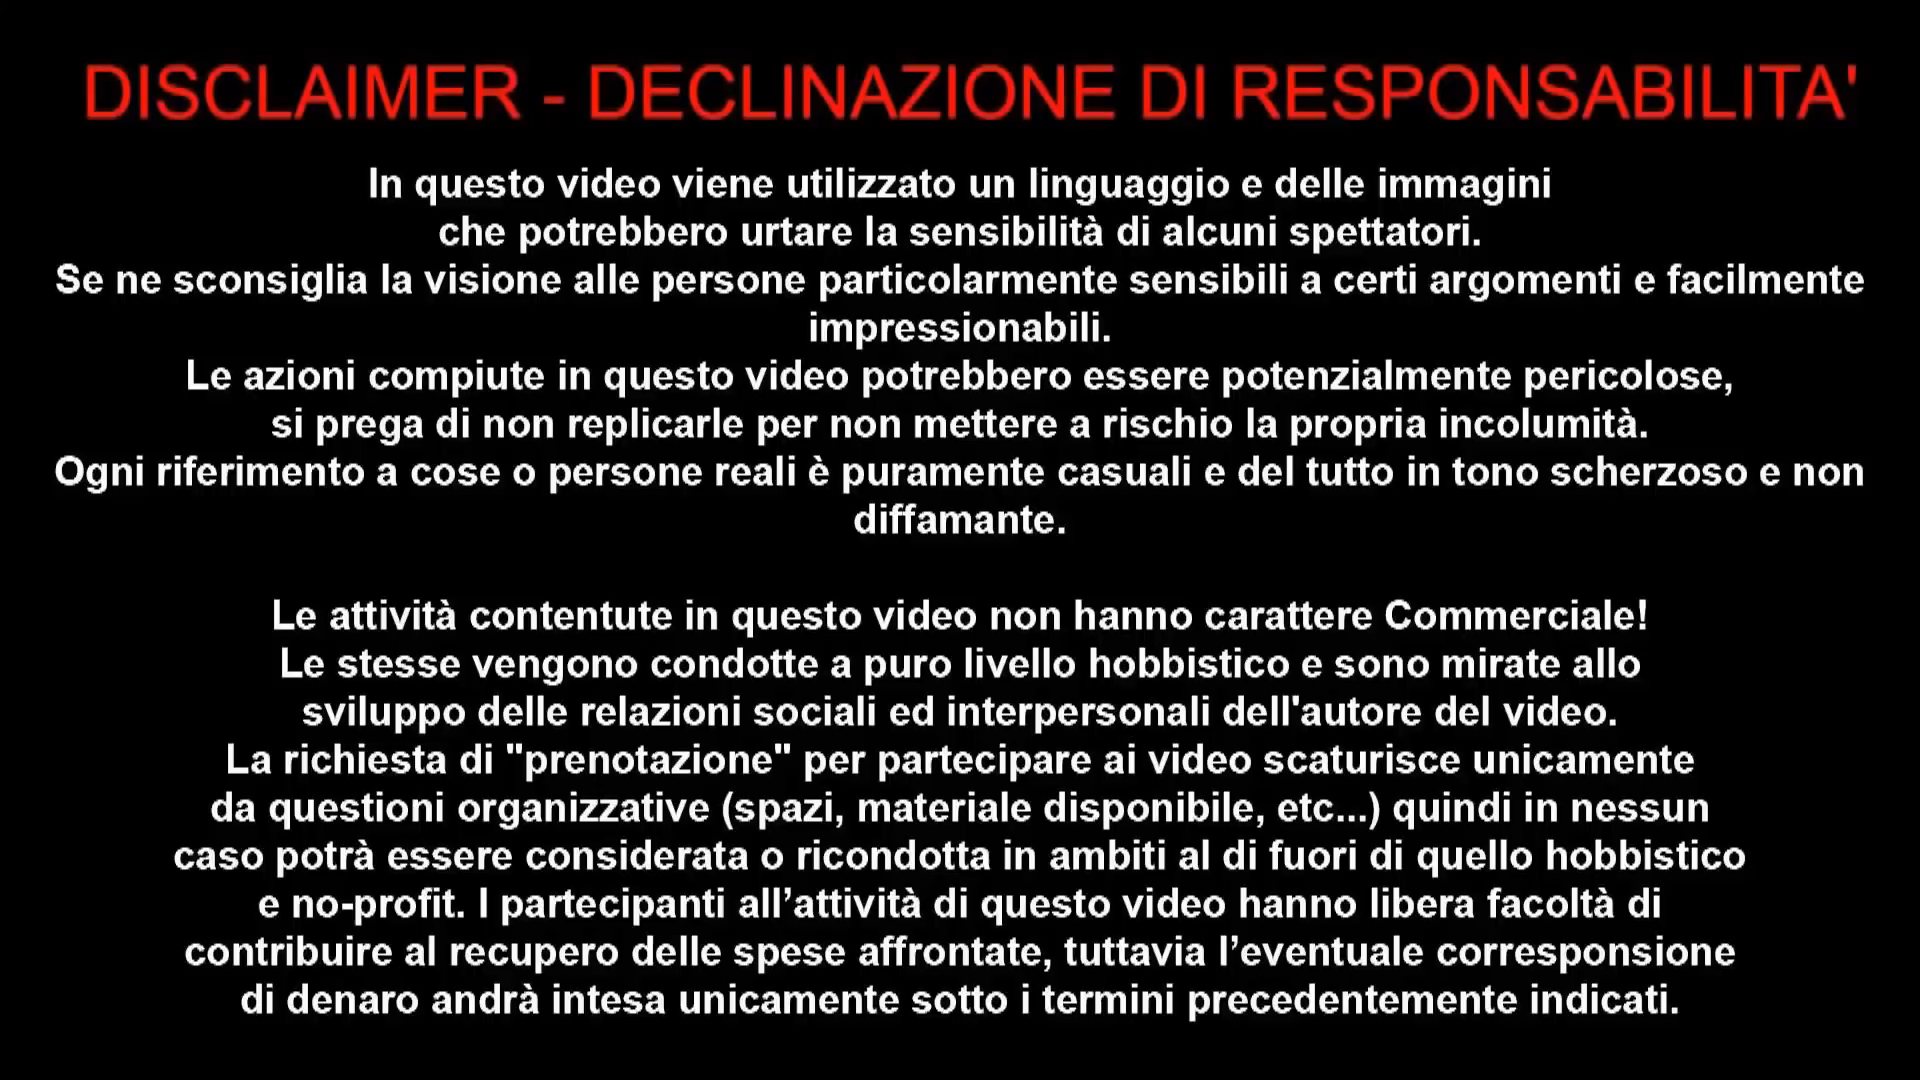 DISCLAIMER - DECLINAZIONE DI RESPONSABILITA'
In questo video viene utilizzato un linguaggio e delle immagini
che potrebbero urtare la sensibilità di alcuni spettatori.
Se ne sconsiglia la visione alle persone particolarmente sensibili a certi argomenti e facilmente
impressionabili.
Le azioni compiute in questo video potrebbero essere potenzialmente pericolose,
si prega di non replicarle per non mettere a rischio la propria incolumità.
Ogni riferimento a cose o persone reali è puramente casuali e del tutto in tono scherzoso e non
diffamante.
Le attività contentute in questo video non hanno carattere Commerciale!
Le stesse vengono condotte a puro livello hobbistico e sono mirate allo
sviluppo delle relazioni sociali ed interpersonali dell'autore del video.
La richiesta di "prenotazione" per partecipare ai video scaturisce unicamente
da questioni organizzative (spazi, materiale disponibile, etc...) quindi in nessun
caso potrà essere considerata o ricondotta in ambiti al di fuori di quello hobbistico
e no-profit. I partecipanti all’attività di questo video hanno libera facoltà di
contribuire al recupero delle spese affrontate, tuttavia l’eventuale corresponsione
di denaro andrà intesa unicamente sotto i termini precedentemente indicati.